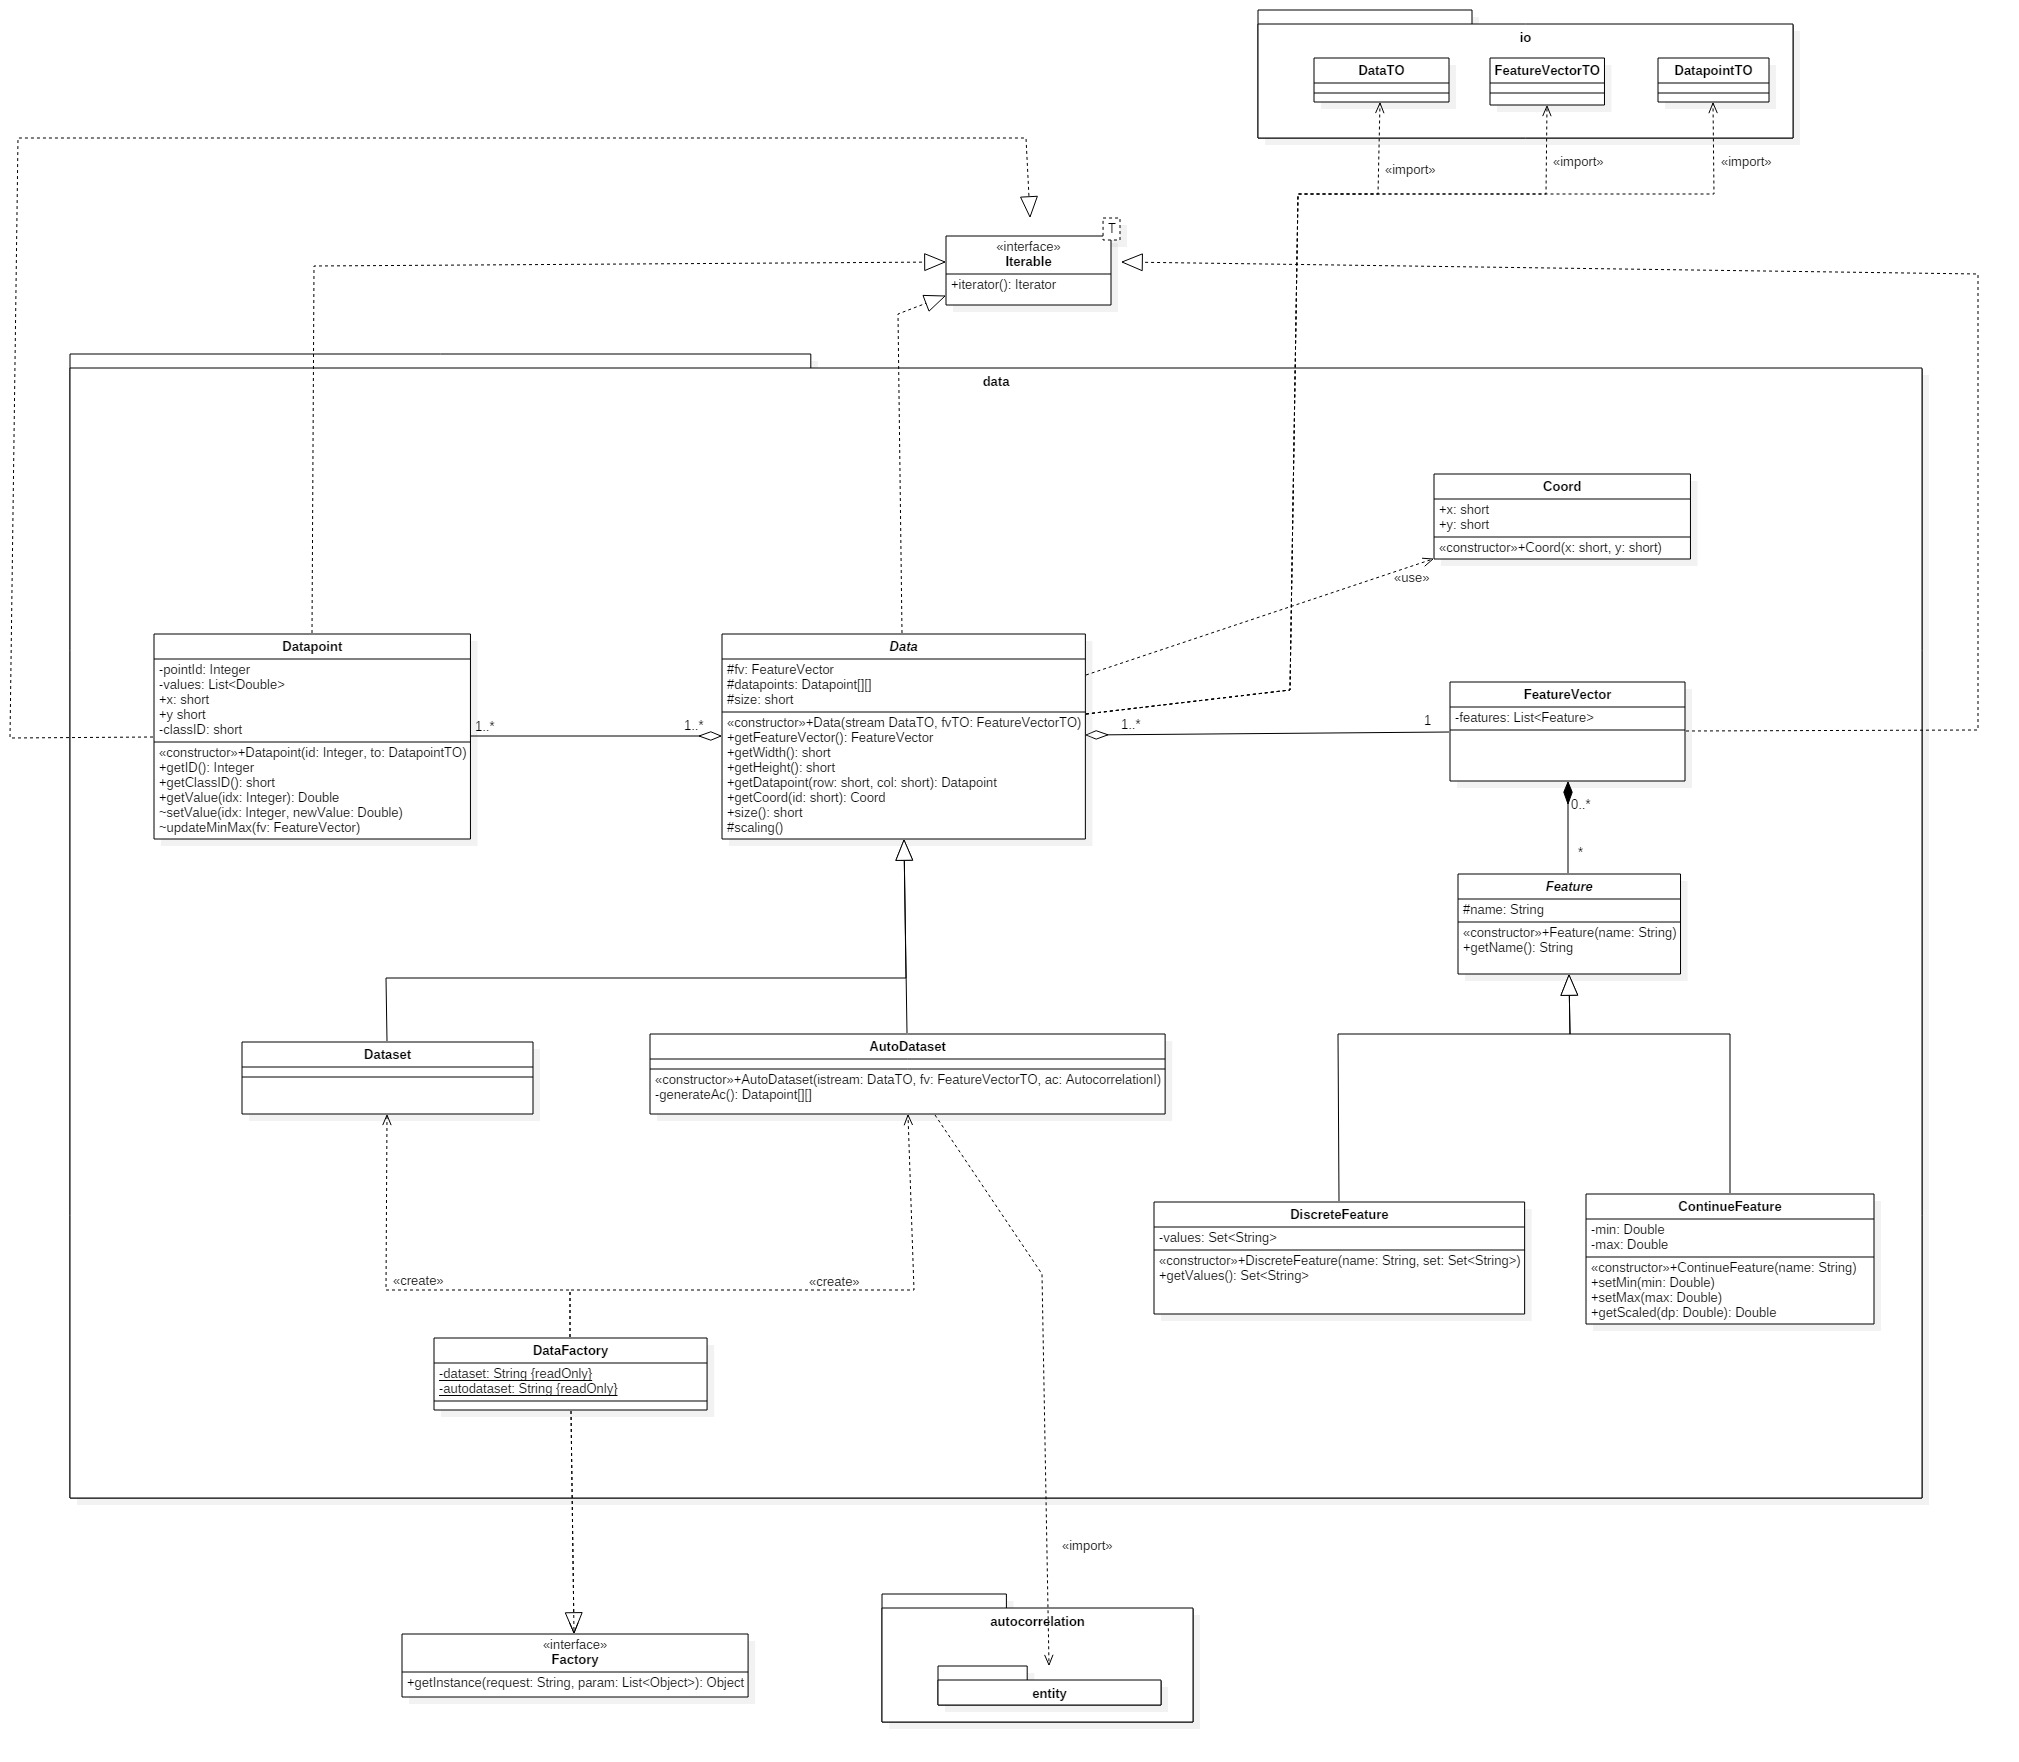 io
DataTO
FeatureVectorTO
DatapointTO
«import»
«import»
«import»
T
«interface»
Iterable
+iterator(): Iterator
data
Coord
+x: short
+y: short
«constructor»+Coord(x: short, y: short)
«use»
Datapoint
-pointId: Integer
-values: List<Double>
+x: short
+y short
-classID: short
«constructor»+Datapoint(id: Integer, to: DatapointTO)
+getID(): Integer
+getClassID(): short
+getValue(idx: Integer): Double
~setValue(idx: Integer, newValue: Double)
~updateMinMax(fv: FeatureVector)
1..*
1..*
Data
#fv: FeatureVector
#datapoints: Datapoint[][]
#size: short
«constructor»+Data(stream DataTO, fvTO: FeatureVectorTO)
+getFeatureVector(): FeatureVector
+getWidth(): short
+getHeight(): short
+getDatapoint(row: short, col: short): Datapoint
+getCoord(id: short): Coord
+size(): short
#scaling()
1..*
1
FeatureVector
-features: List<Feature>
0..*
*
Feature
#name: String
«constructor»+Feature(name: String)
+getName(): String
Dataset
AutoDataset
«constructor»+AutoDataset(istream: DataTO, fv: FeatureVectorTO, ac: AutocorrelationI)
-generateAc(): Datapoint[][]
DiscreteFeature
-values: Set<String>
«constructor»+DiscreteFeature(name: String, set: Set<String>)
+getValues(): Set<String>
ContinueFeature
-min: Double
-max: Double
«constructor»+ContinueFeature(name: String)
+setMin(min: Double)
+setMax(max: Double)
+getScaled(dp: Double): Double
«create»
«create»
DataFactory
-dataset: String {readOnly}
-autodataset: String {readOnly}
«import»
«interface»
Factory
+getInstance(request: String, param: List<Object>): Object
autocorrelation
entity